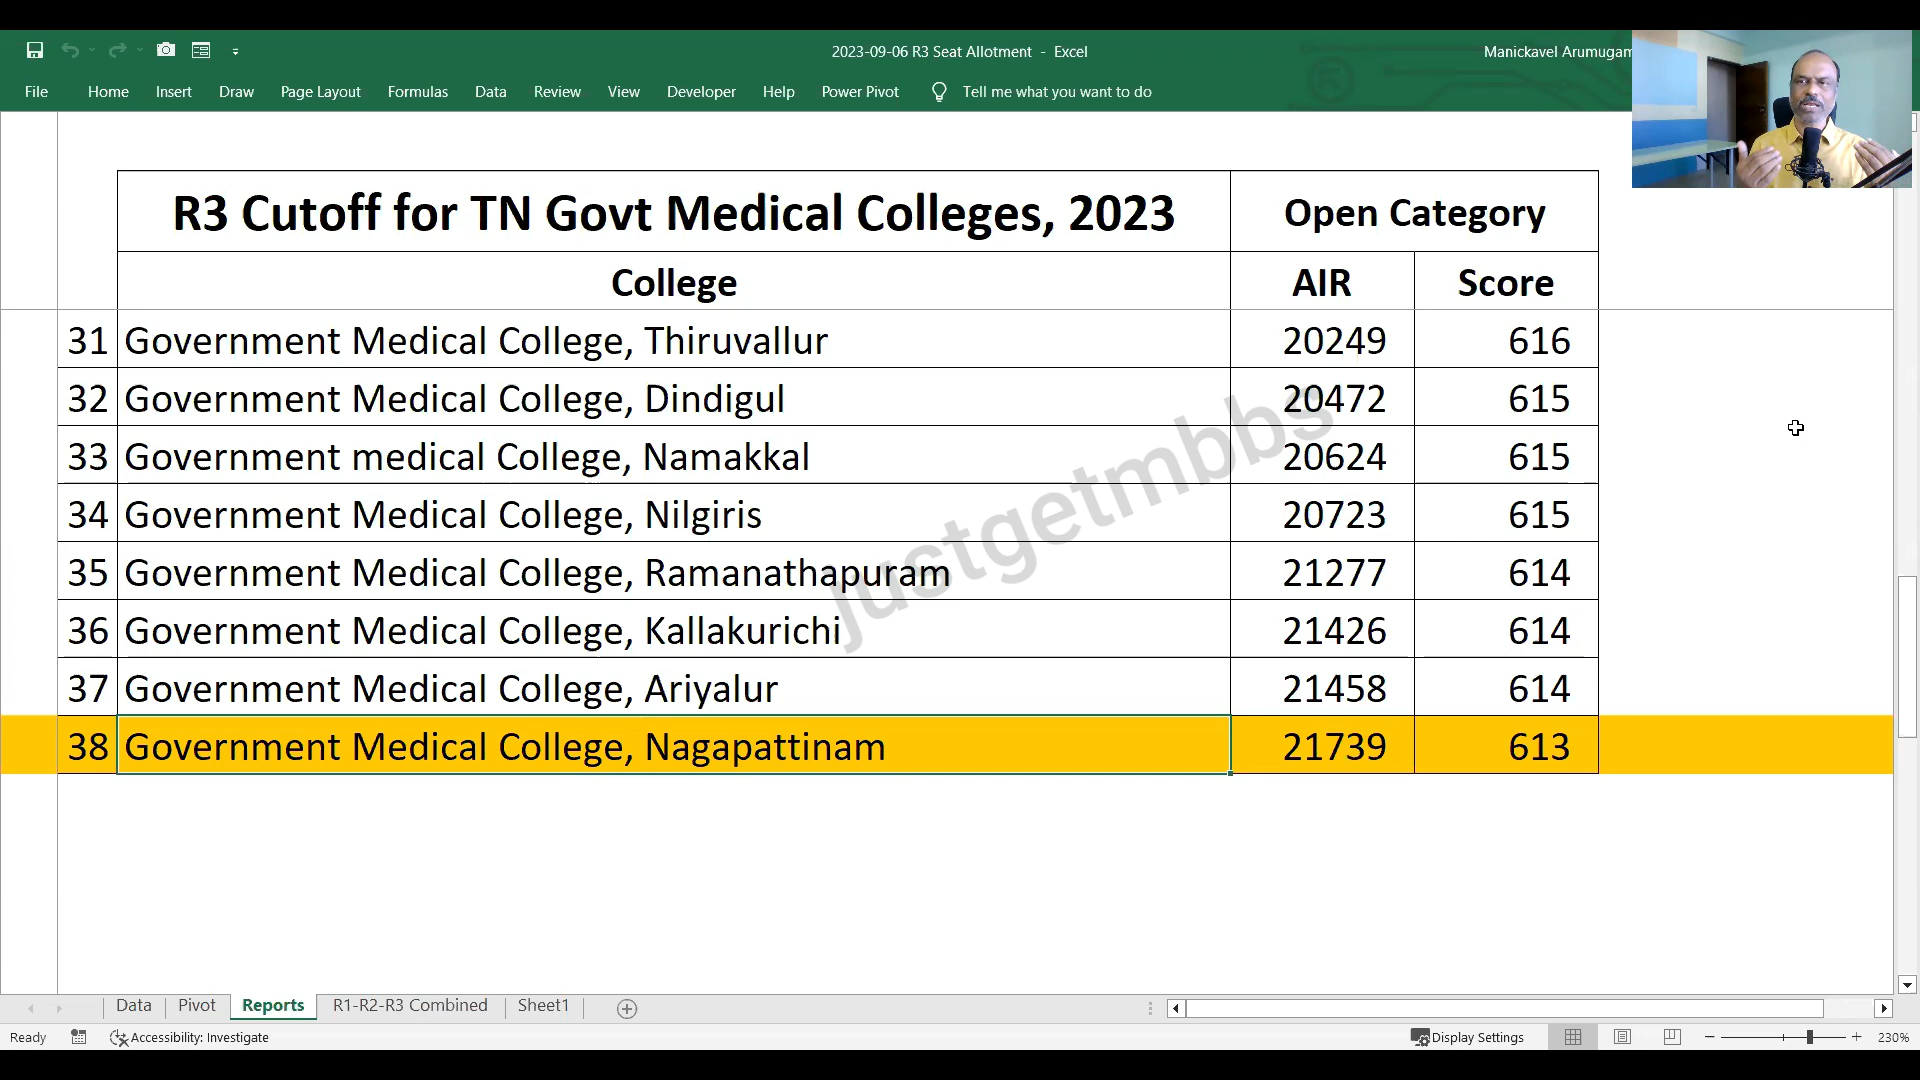 2023-09-06 R3 Seat Allotment - Excel
Manickavel Arumugam
File Home Insert Draw Page Layout Formulas Data Review View Developer Help Power Pivot Tell me what you want to do
R3 Cutoff for TN Govt Medical Colleges, 2023 Open Category
College AIR Score
31 Government Medical College, Thiruvallur 20249 616
32 Government Medical College, Dindigul 20472 615
33 Government medical College, Namakkal 20624 615
34 Government Medical College, Nilgiris 20723 615
35 Government Medical College, Ramanathapuram 21277 614
36 Government Medical College, Kallakurichi 21426 614
37 Government Medical College, Ariyalur 21458 614
38 Government Medical College, Nagapattinam 21739 613
justgetmbbs
Data Pivot Reports R1-R2-R3 Combined Sheet1
Ready Accessibility: Investigate Display Settings 230%